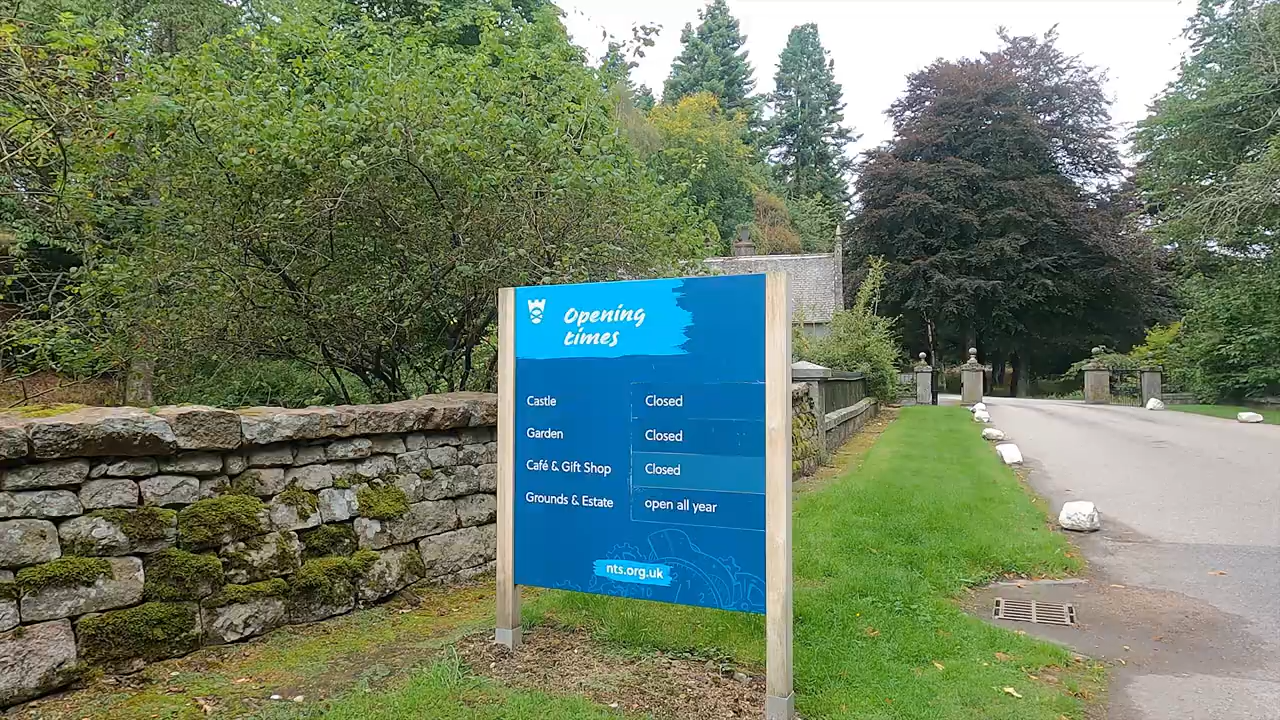 Opening
times
Castle Closed
Garden Closed
Café & Gift Shop Closed
Grounds & Estate open all year
nts.org.uk